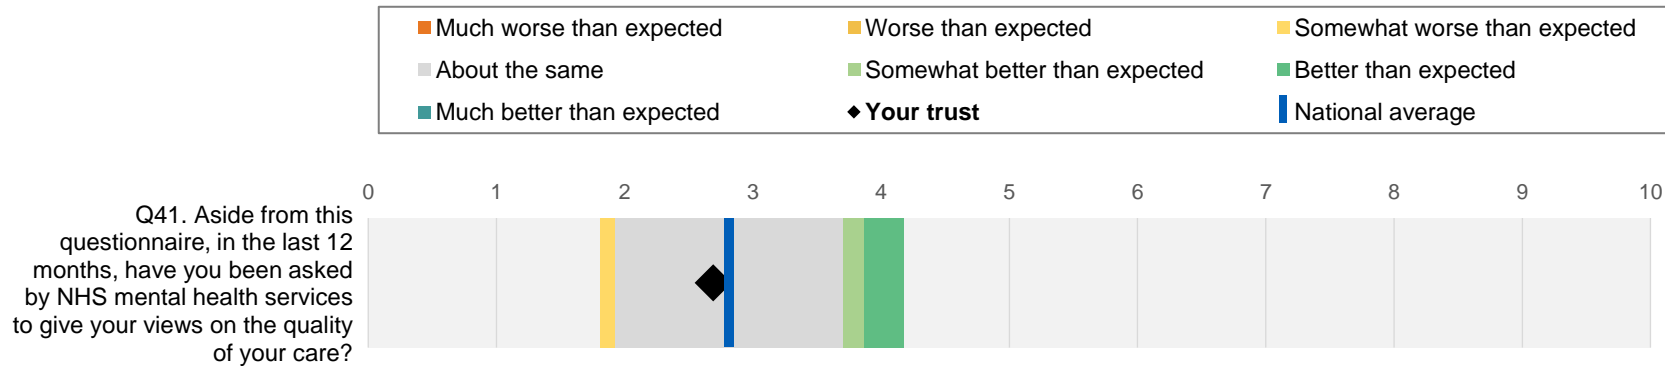 Much worse than expected
Worse than expected
Somewhat worse than expected
About the same
Somewhat better than expected
Better than expected
Much better than expected
Your trust
National average
0 1 2 3 4 5 6 7 8 9 10
Q41. Aside from this
questionnaire, in the last 12
months, have you been asked
by NHS mental health services
to give your views on the quality
of your care?